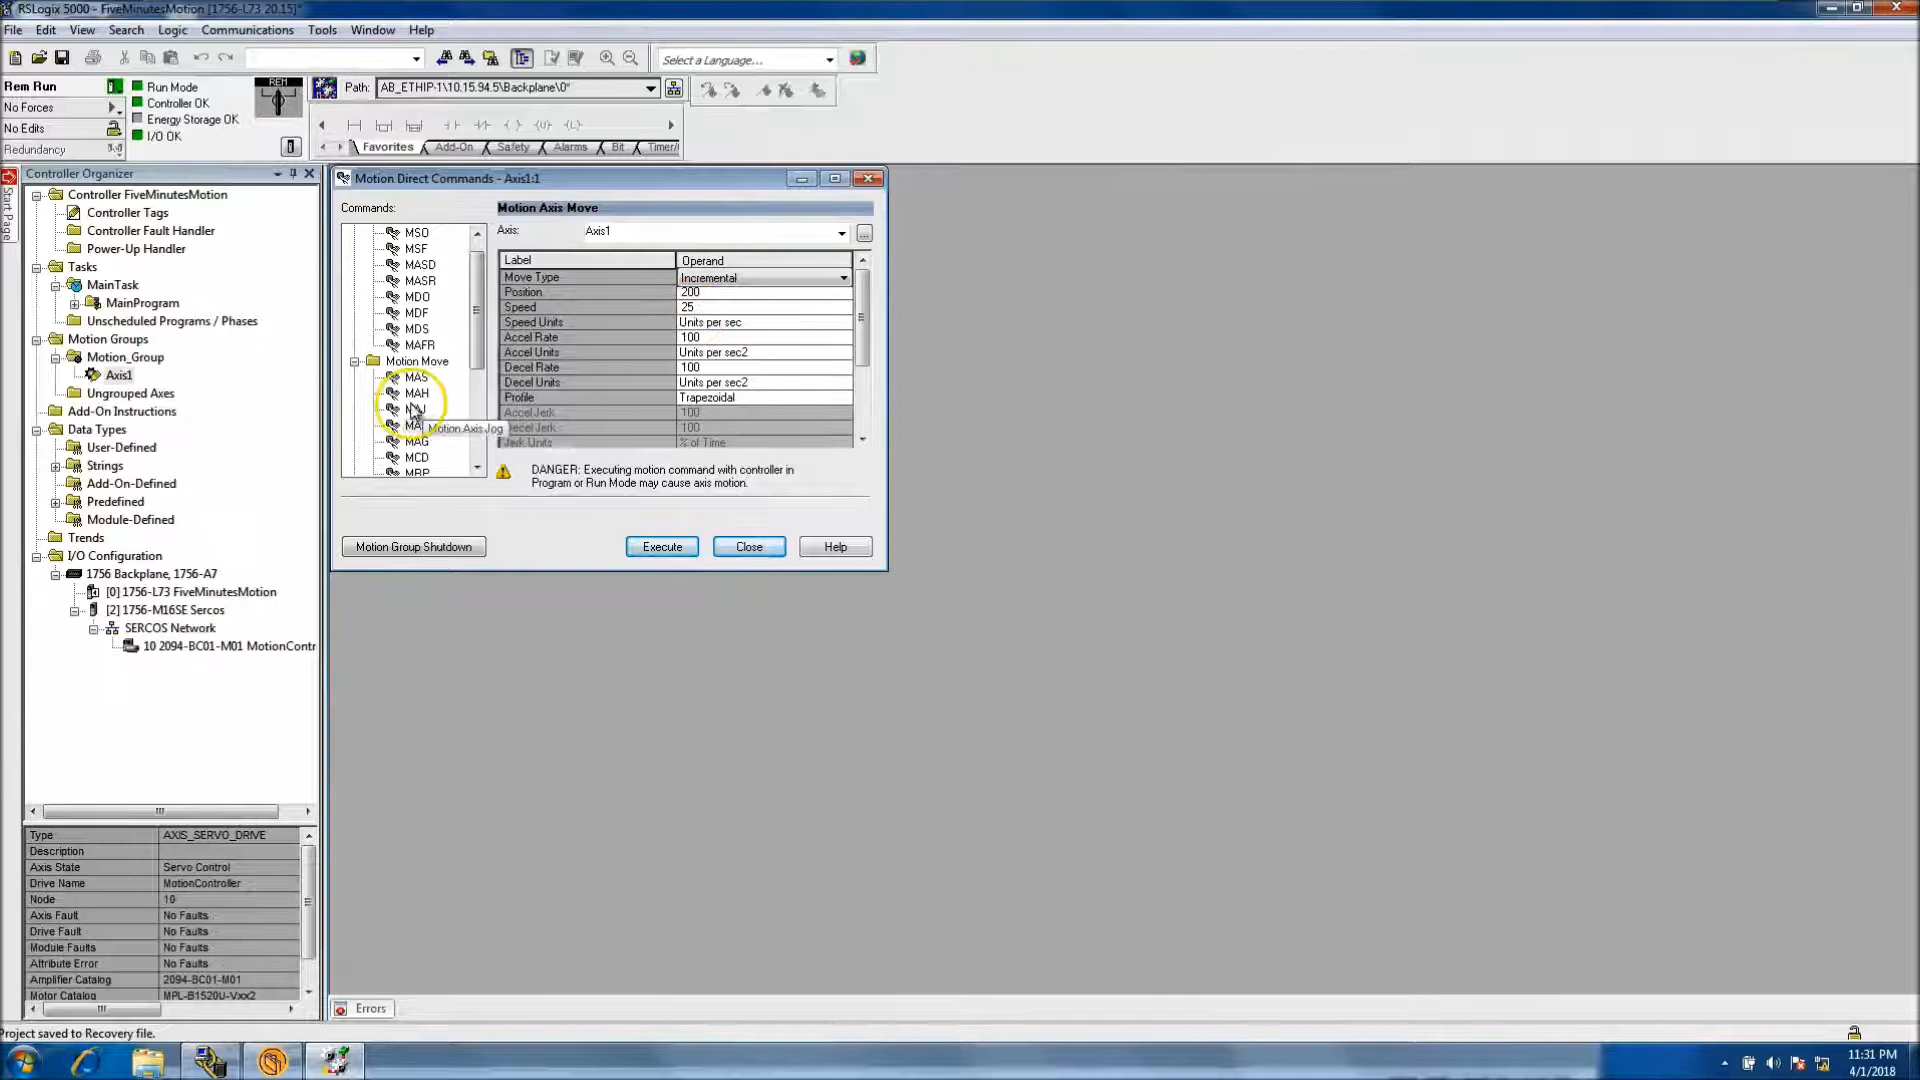 RSLogix 5000 - FiveMinutesMotion [1756-L73 20.15]*
File Edit View Search Logic Communications Tools Window Help
Select a Language...
Rem Run
No Forces
No Edits
Redundancy
Run Mode
Controller OK
Energy Storage OK
I/O OK
REM
Path: AB_ETHIP-1\10.15.94.5\Backplane\0*
Favorites Add-On Safety Alarms Bit Timer/
Start Page
Controller Organizer
Controller FiveMinutesMotion
Controller Tags
Controller Fault Handler
Power-Up Handler
Tasks
MainTask
MainProgram
Unscheduled Programs / Phases
Motion Groups
Motion_Group
Axis1
Ungrouped Axes
Add-On Instructions
Data Types
User-Defined
Strings
Add-On-Defined
Predefined
Module-Defined
Trends
I/O Configuration
1756 Backplane, 1756-A7
[0] 1756-L73 FiveMinutesMotion
[2] 1756-M16SE Sercos
SERCOS Network
10 2094-BC01-M01 MotionContr
Type AXIS_SERVO_DRIVE
Description
Axis State Servo Control
Drive Name MotionController
Node 10
Axis Fault No Faults
Drive Fault No Faults
Module Faults No Faults
Attribute Error No Faults
Amplifier Catalog 2094-BC01-M01
Motor Catalog MPL-B1520U-Vxx2
Motion Direct Commands - Axis1:1
Commands:
MSO
MSF
MASD
MASR
MDO
MDF
MDS
MAFR
Motion Move
MAS
MAH
MAG
MCD
MRP
Motion Axis Jog
Motion Axis Move
Axis: Axis1
...
Label Operand
Move Type Incremental
Position 200
Speed 25
Speed Units Units per sec
Accel Rate 100
Accel Units Units per sec2
Decel Rate 100
Decel Units Units per sec2
Profile Trapezoidal
Accel Jerk 100
Decel Jerk 100
Jerk Units % of Time
DANGER: Executing motion command with controller in
Program or Run Mode may cause axis motion.
Motion Group Shutdown Execute Close Help
Errors
Project saved to Recovery file.
11:31 PM
4/1/2018